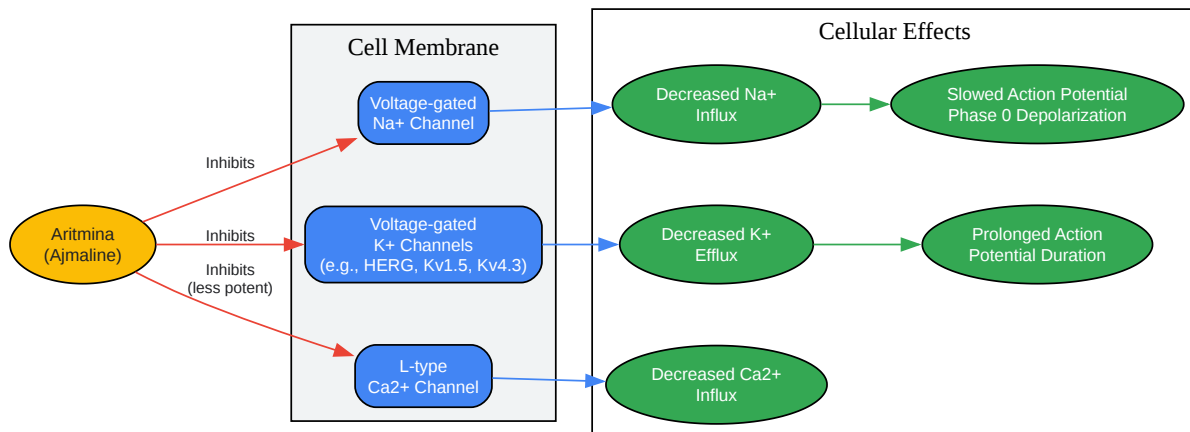 Cell Membrane
Cellular Effects
Voltage-gated
Na+ Channel
Decreased Na+
Influx
Slowed Action Potential
Phase 0 Depolarization
Inhibits
Aritmina
(Ajmaline)
Inhibits
Voltage-gated
K+ Channels
(e.g., HERG, Kv1.5, Kv4.3)
Decreased K+
Efflux
Prolonged Action
Potential Duration
Inhibits
(less potent)
L-type
Ca2+ Channel
Decreased Ca2+
Influx